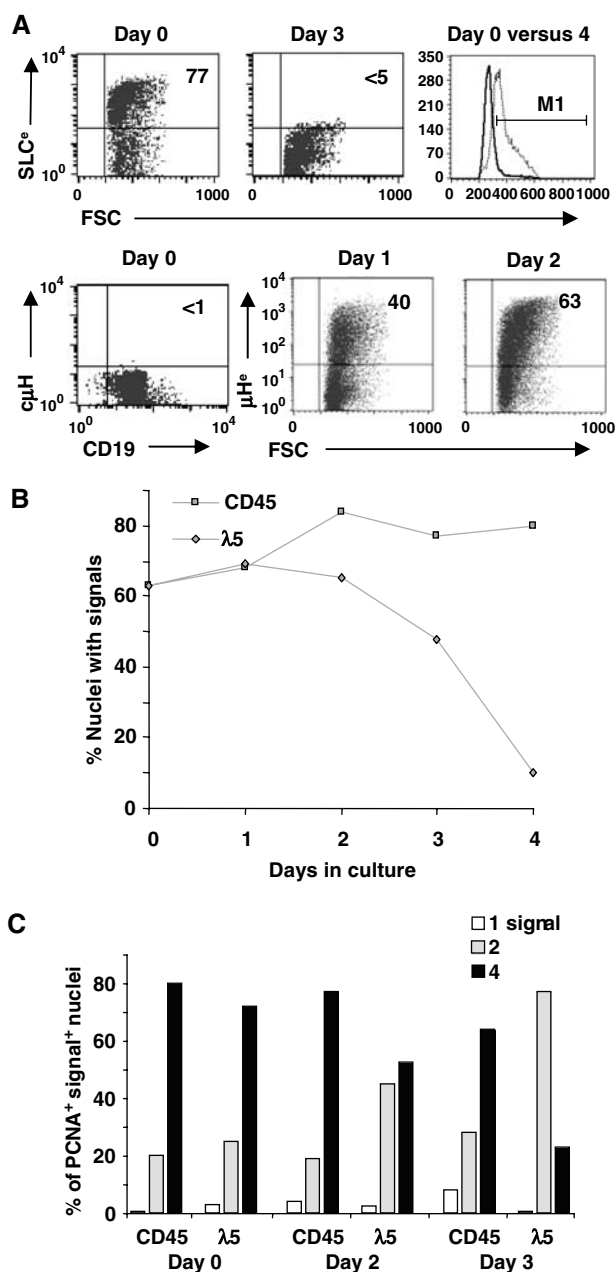 A
Day 0 Day 3 Day 0 versus 4
10⁴ 10⁴ 350
77 <5 280
M1
210
140
70
0
SLCᵉ
10⁰ 10⁰
0 1000 0 1000 200 400 600 800 1000
FSC
Day 0 Day 1 Day 2
10⁴ <1 10⁴ 40 10⁴ 63
10³
10²
10¹
10⁰ 10⁰ 10⁰
cμH μHᵉ
10⁰ 10⁴ 0 1000 0 1000
CD19 FSC
B
CD45
λ5
% Nuclei with signals
80
60
40
20
0
0 1 2 3 4
Days in culture
C
1 signal
2
4
% of PCNA⁺ signal⁺ nuclei
80
60
40
20
0
CD45 λ5 CD45 λ5 CD45 λ5
Day 0 Day 2 Day 3